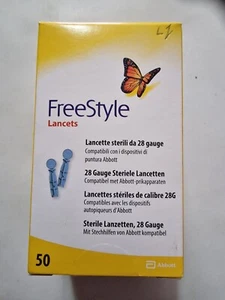 FreeStyle
Lancets
Lancette sterili da 28 gauge
Compatibili con i dispositivi di
puntura Abbott
28 Gauge Steriele Lancetten
Compatibel met Abbott-prikapparaten
Lancettes stériles de calibre 28G
Compatibles avec les dispositifs
autopiqueurs d'Abbott
Sterile Lanzetten, 28 Gauge
Mit Stechhilfen von Abbott kompatibel
50
Abbott